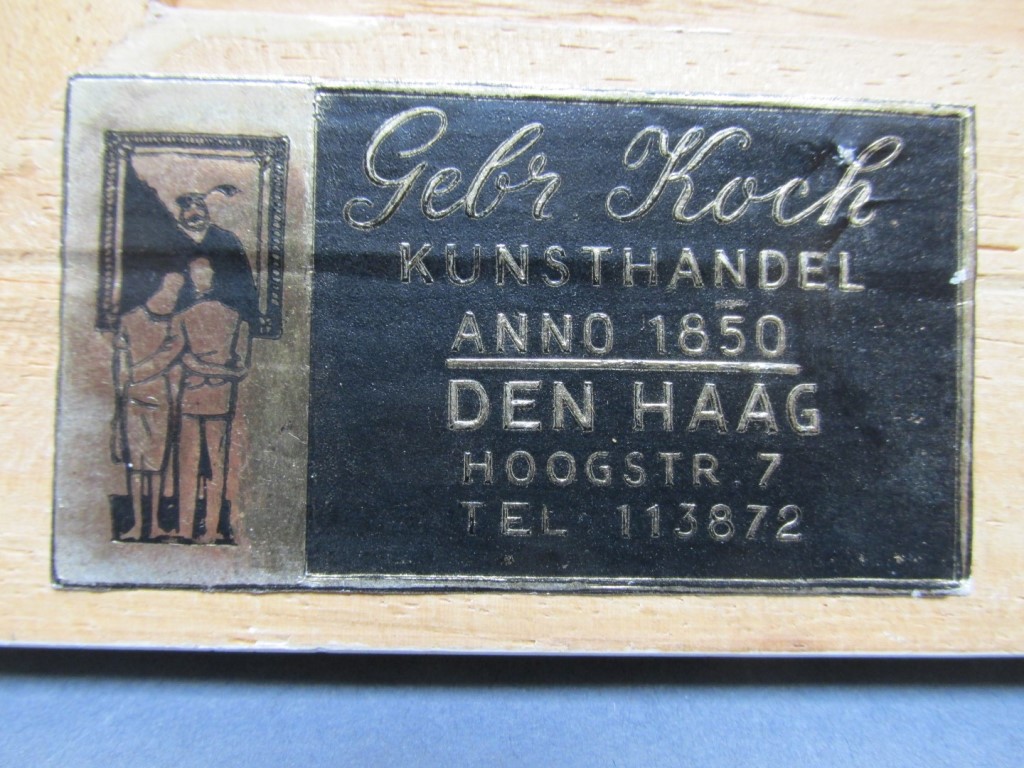 Gebr Koch
KUNSTHANDEL
ANNO 1850
DEN HAAG
HOOGSTR. 7
TEL 113872